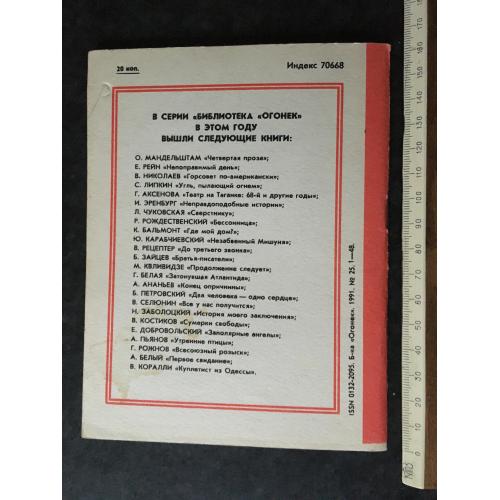 20 коп.
Индекс 70668
В СЕРИИ «БИБЛИОТЕКА «ОГОНЕК»
В ЭТОМ ГОДУ
ВЫШЛИ СЛЕДУЮЩИЕ КНИГИ:
О. МАНДЕЛЬШТАМ «Четвертая проза»;
Е. РЕЙН «Непоправимый день»;
В. НИКОЛАЕВ «Горсовет по-американски»;
С. ЛИПКИН «Угль, пылающий огнем»;
Г. АКСЕНОВА «Театр на Таганке: 68-й и другие годы»;
И. ЭРЕНБУРГ «Неправдоподобные истории»;
Л. ЧУКОВСКАЯ «Сверстнику»;
Р. РОЖДЕСТВЕНСКИЙ «Бессонница»;
К. БАЛЬМОНТ «Где мой дом?»;
Ю. КАРАБЧИЕВСКИЙ «Незабвенный Мишуня»;
В. РЕЦЕПТЕР «До третьего звонка»;
Б. ЗАЙЦЕВ «Братья-писатели»;
М. КВЛИВИДЗЕ «Продолжение следует»;
Г. БЕЛАЯ «Затонувшая Атлантида»;
А. АНАНЬЕВ «Конец опричнины»;
Б. ПЕТРОВСКИЙ «Два человека — одно сердце»;
В. СЕЛЮНИН «Все у нас получится»;
Н. ЗАБОЛОЦКИЙ «История моего заключения»;
В. КОСТИКОВ «Сумерки свободы»;
Е. ДОБРОВОЛЬСКИЙ «Заполярные ангелы»;
А. ПЬЯНОВ «Утренние птицы»;
Г. РОЖНОВ «Всесоюзный розыск»;
А. БЕЛЫЙ «Первое свидание»;
В. КОРАЛЛИ «Куплетист из Одессы».
ISSN 0132-2095. Б-ка «Огонек». 1991. № 25. 1—48.